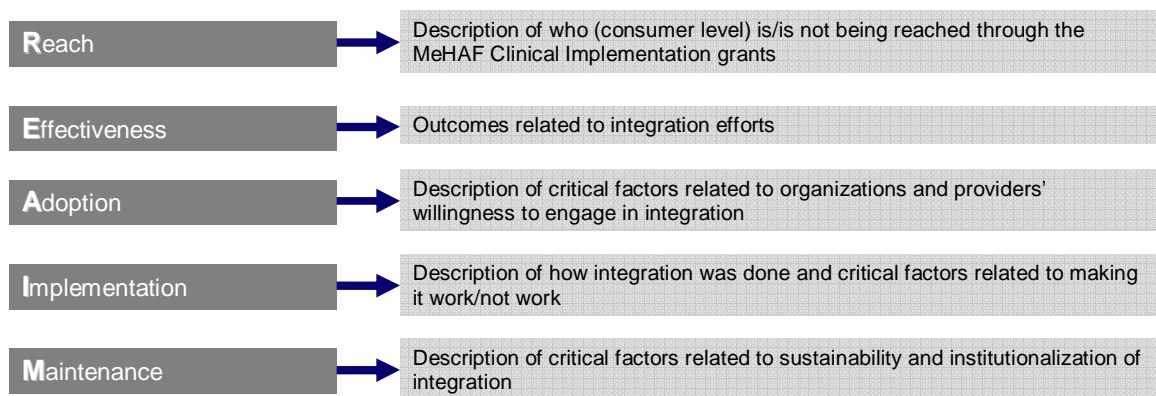 Reach
Description of who (consumer level) is/is not being reached through the
MeHAF Clinical Implementation grants
Effectiveness
Outcomes related to integration efforts
Adoption
Description of critical factors related to organizations and providers'
willingness to engage in integration
Implementation
Description of how integration was done and critical factors related to making
it work/not work
Maintenance
Description of critical factors related to sustainability and institutionalization of
integration